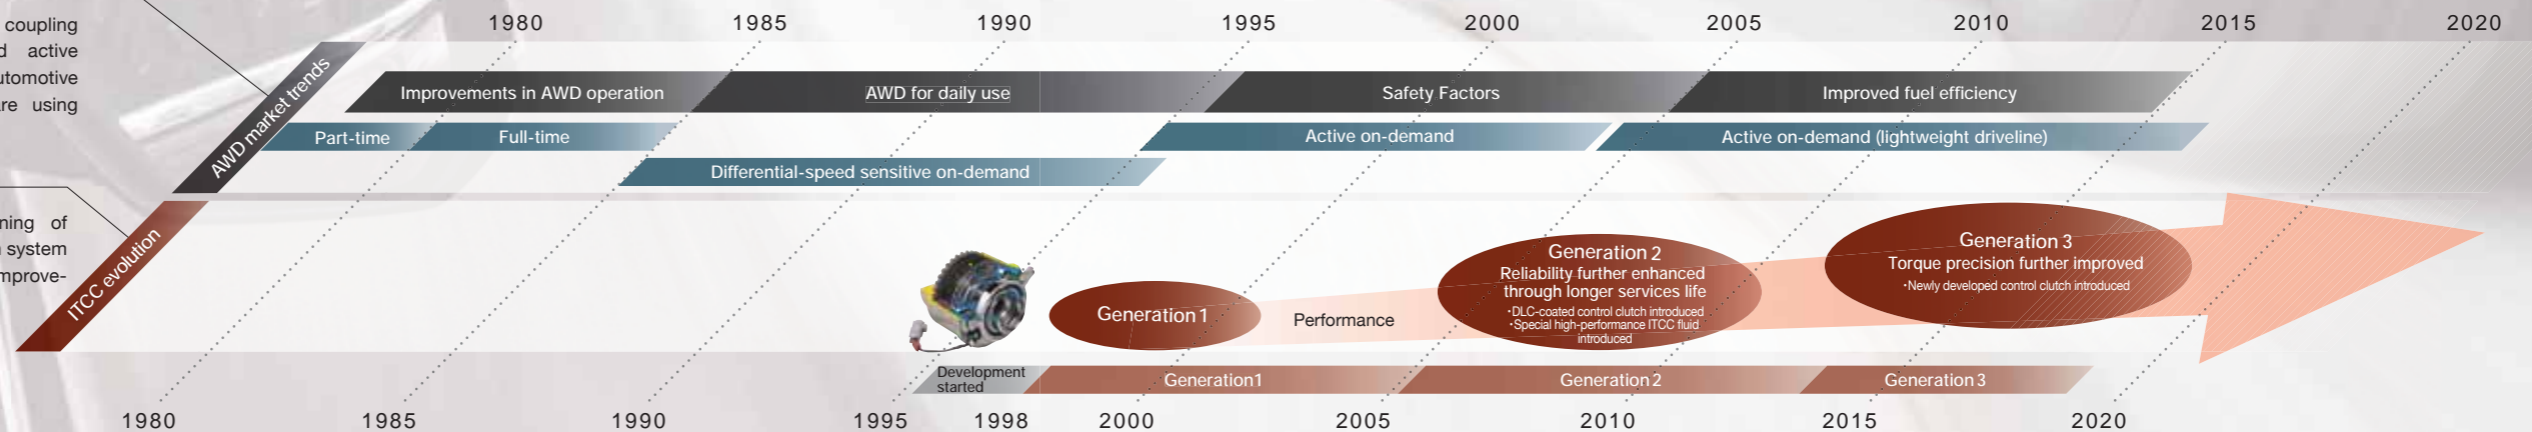 coupling
active
utomotive
are using
ning of
system
mprove-
1980 1985 1990 1995 2000 2005 2010 2015 2020
AWD market trends
Improvements in AWD operation
AWD for daily use
Safety Factors
Improved fuel efficiency
Part-time
Full-time
Active on-demand
Active on-demand (lightweight driveline)
Differential-speed sensitive on-demand
ITCC evolution
Generation 1
Performance
Generation 2
Reliability further enhanced
through longer services life
・DLC-coated control clutch introduced
・Special high-performance ITCC fluid
introduced
Generation 3
Torque precision further improved
・Newly developed control clutch introduced
Development
started
Generation1
Generation2
Generation3
1980 1985 1990 1995 1998 2000 2005 2010 2015 2020